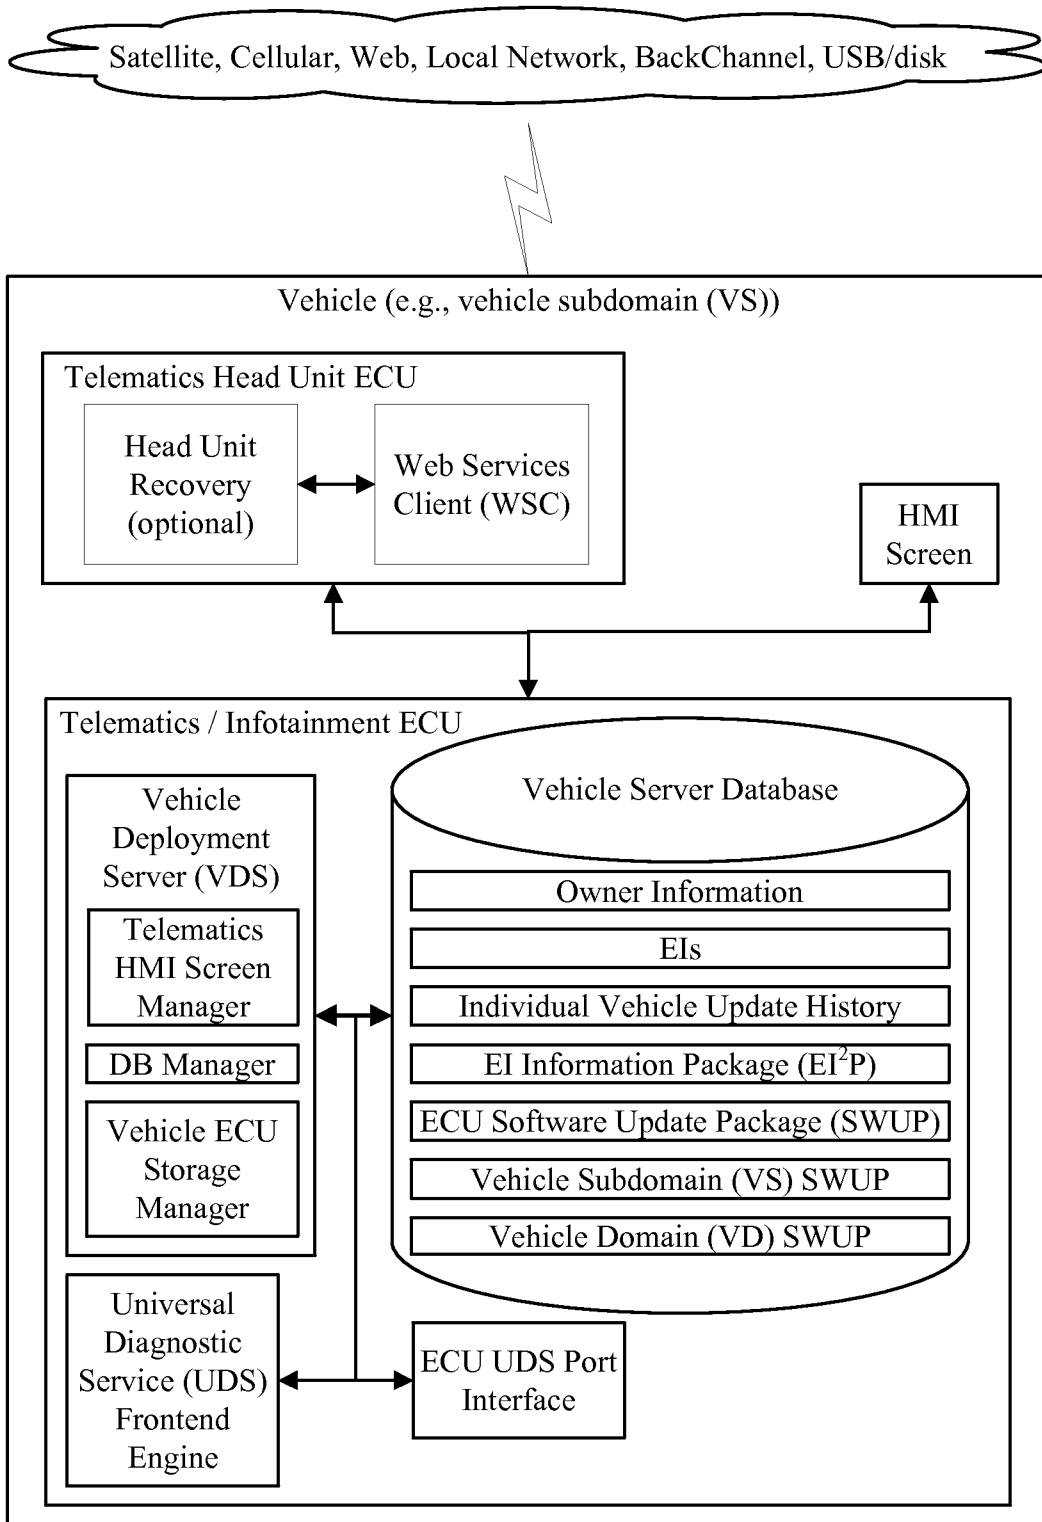 Satellite, Cellular, Web, Local Network, BackChannel, USB/disk
Vehicle (e.g., vehicle subdomain (VS))
Telematics Head Unit ECU
Head Unit
Recovery
(optional)
Web Services
Client (WSC)
HMI
Screen
Telematics / Infotainment ECU
Vehicle
Deployment
Server (VDS)
Telematics
HMI Screen
Manager
DB Manager
Vehicle ECU
Storage
Manager
Vehicle Server Database
Owner Information
EIs
Individual Vehicle Update History
EI Information Package (EI²P)
ECU Software Update Package (SWUP)
Vehicle Subdomain (VS) SWUP
Vehicle Domain (VD) SWUP
Universal
Diagnostic
Service (UDS)
Frontend
Engine
ECU UDS Port
Interface